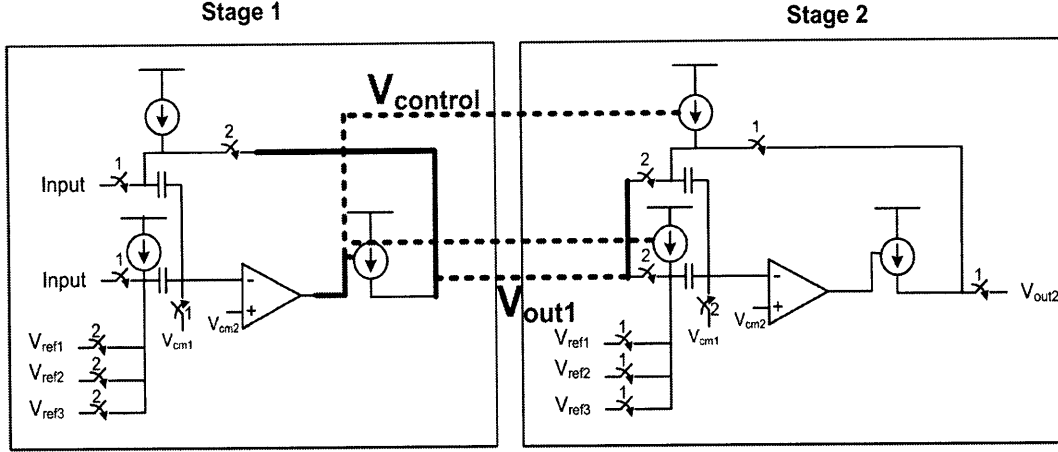 Stage 1
Stage 2
Vcontrol
2
1
1
Input
2
2
Input
1
2
1
Vcm1
Vcm2
Vout1
2
Vcm1
Vcm2
1
Vout2
Vref1
2
Vref2
2
Vref3
2
Vref1
1
Vref2
1
Vref3
1